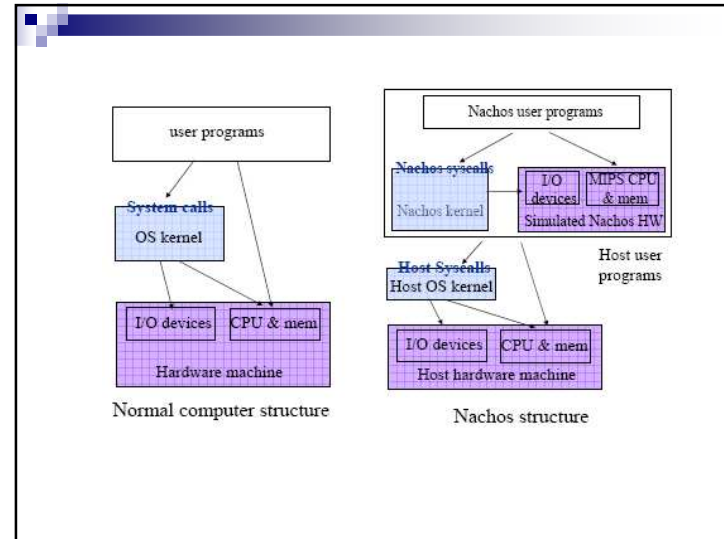 user programs
System calls
OS kernel
I/O devices
CPU & mem
Hardware machine
Normal computer structure
Nachos user programs
Nachos syscalls
Nachos kernel
I/O
devices
MIPS CPU
& mem
Simulated Nachos HW
Host user
programs
Host Syscalls
Host OS kernel
I/O devices
CPU & mem
Host hardware machine
Nachos structure